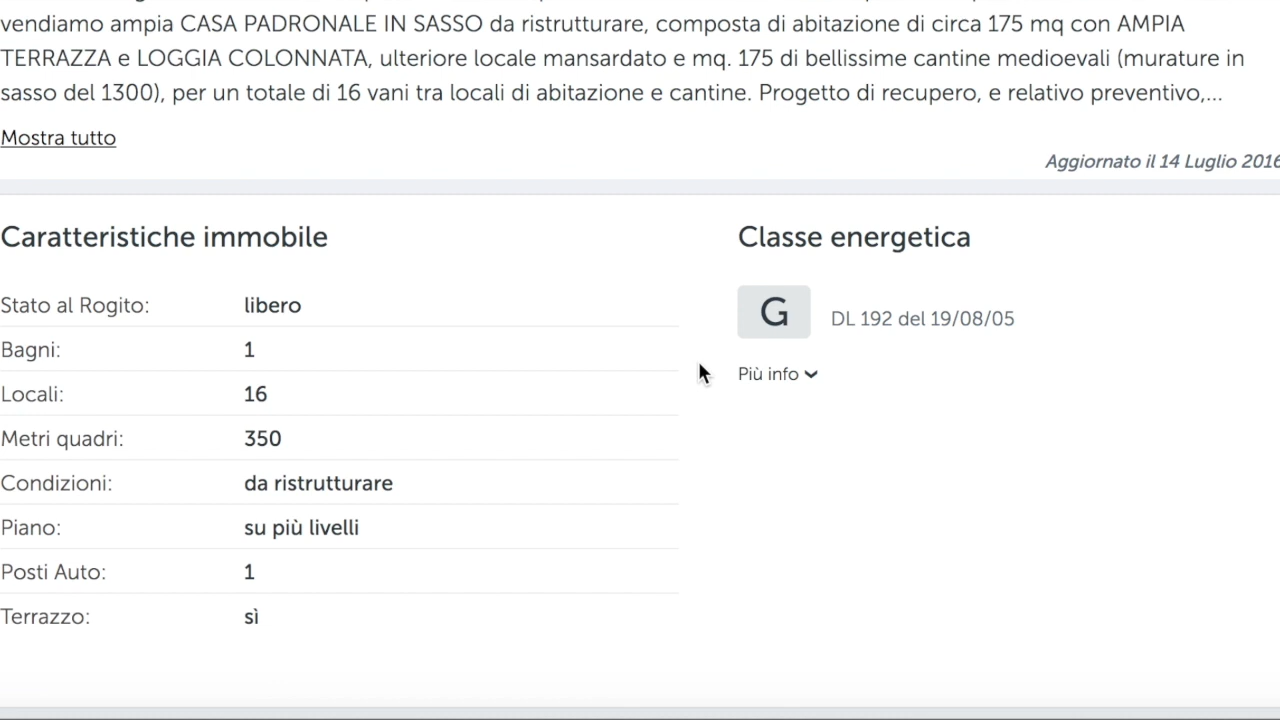 vendiamo ampia CASA PADRONALE IN SASSO da ristrutturare, composta di abitazione di circa 175 mq con AMPIA
TERRAZZA e LOGGIA COLONNATA, ulteriore locale mansardato e mq. 175 di bellissime cantine medioevali (murature in
sasso del 1300), per un totale di 16 vani tra locali di abitazione e cantine. Progetto di recupero, e relativo preventivo,...
Mostra tutto
Aggiornato il 14 Luglio 2016
Caratteristiche immobile
Stato al Rogito: libero
Bagni: 1
Locali: 16
Metri quadri: 350
Condizioni: da ristrutturare
Piano: su più livelli
Posti Auto: 1
Terrazzo: sì
Classe energetica
G DL 192 del 19/08/05
Più info